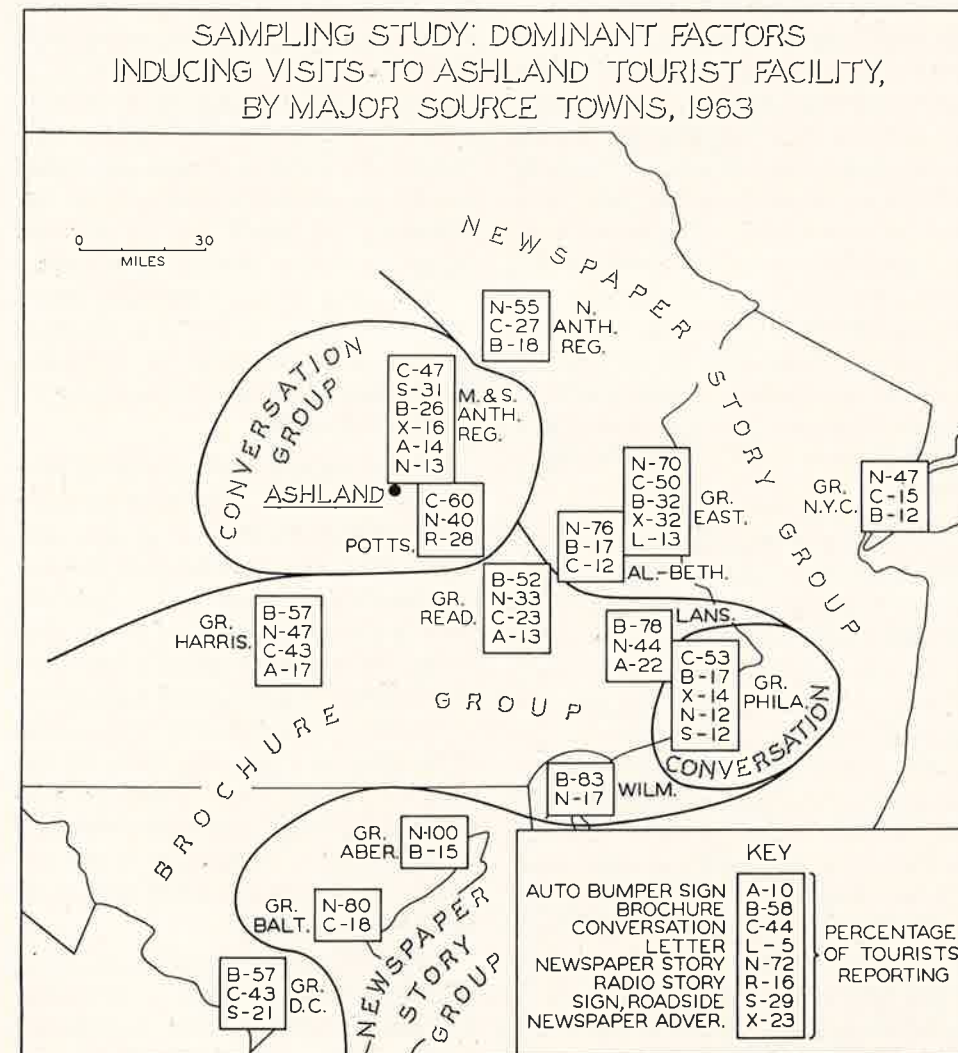 SAMPLING STUDY: DOMINANT FACTORS
INDUCING VISITS TO ASHLAND TOURIST FACILITY,
BY MAJOR SOURCE TOWNS, 1963
0 30
MILES
NEWSPAPER STORY GROUP
N-55
C-27
B-18
N.
ANTH.
REG.
CONVERSATION
GROUP
C-47
S-31
B-26
X-16
A-14
N-13
M. & S.
ANTH.
REG.
ASHLAND
C-60
N-40
R-28
POTTS.
N-70
C-50
B-32
X-32
L-13
GR.
EAST.
GR.
N.Y.C.
N-47
C-15
B-12
N-76
B-17
C-12
AL.-BETH.
GR.
READ.
B-52
N-33
C-23
A-13
GR.
HARRIS.
B-57
N-47
C-43
A-17
LANS.
B-78
N-44
A-22
C-53
B-17
X-14
N-12
S-12
GR.
PHILA.
CONVERSATION
BROCHURE GROUP
B-83
N-17
WILM.
GR.
ABER.
N-100
B-15
GR.
BALT.
N-80
C-18
NEWSPAPER
STORY
GROUP
B-57
C-43
S-21
GR.
D.C.
KEY
AUTO BUMPER SIGN A-10
BROCHURE B-58
CONVERSATION C-44
LETTER L-5
NEWSPAPER STORY N-72
RADIO STORY R-16
SIGN, ROADSIDE S-29
NEWSPAPER ADVER. X-23
PERCENTAGE
OF TOURISTS
REPORTING